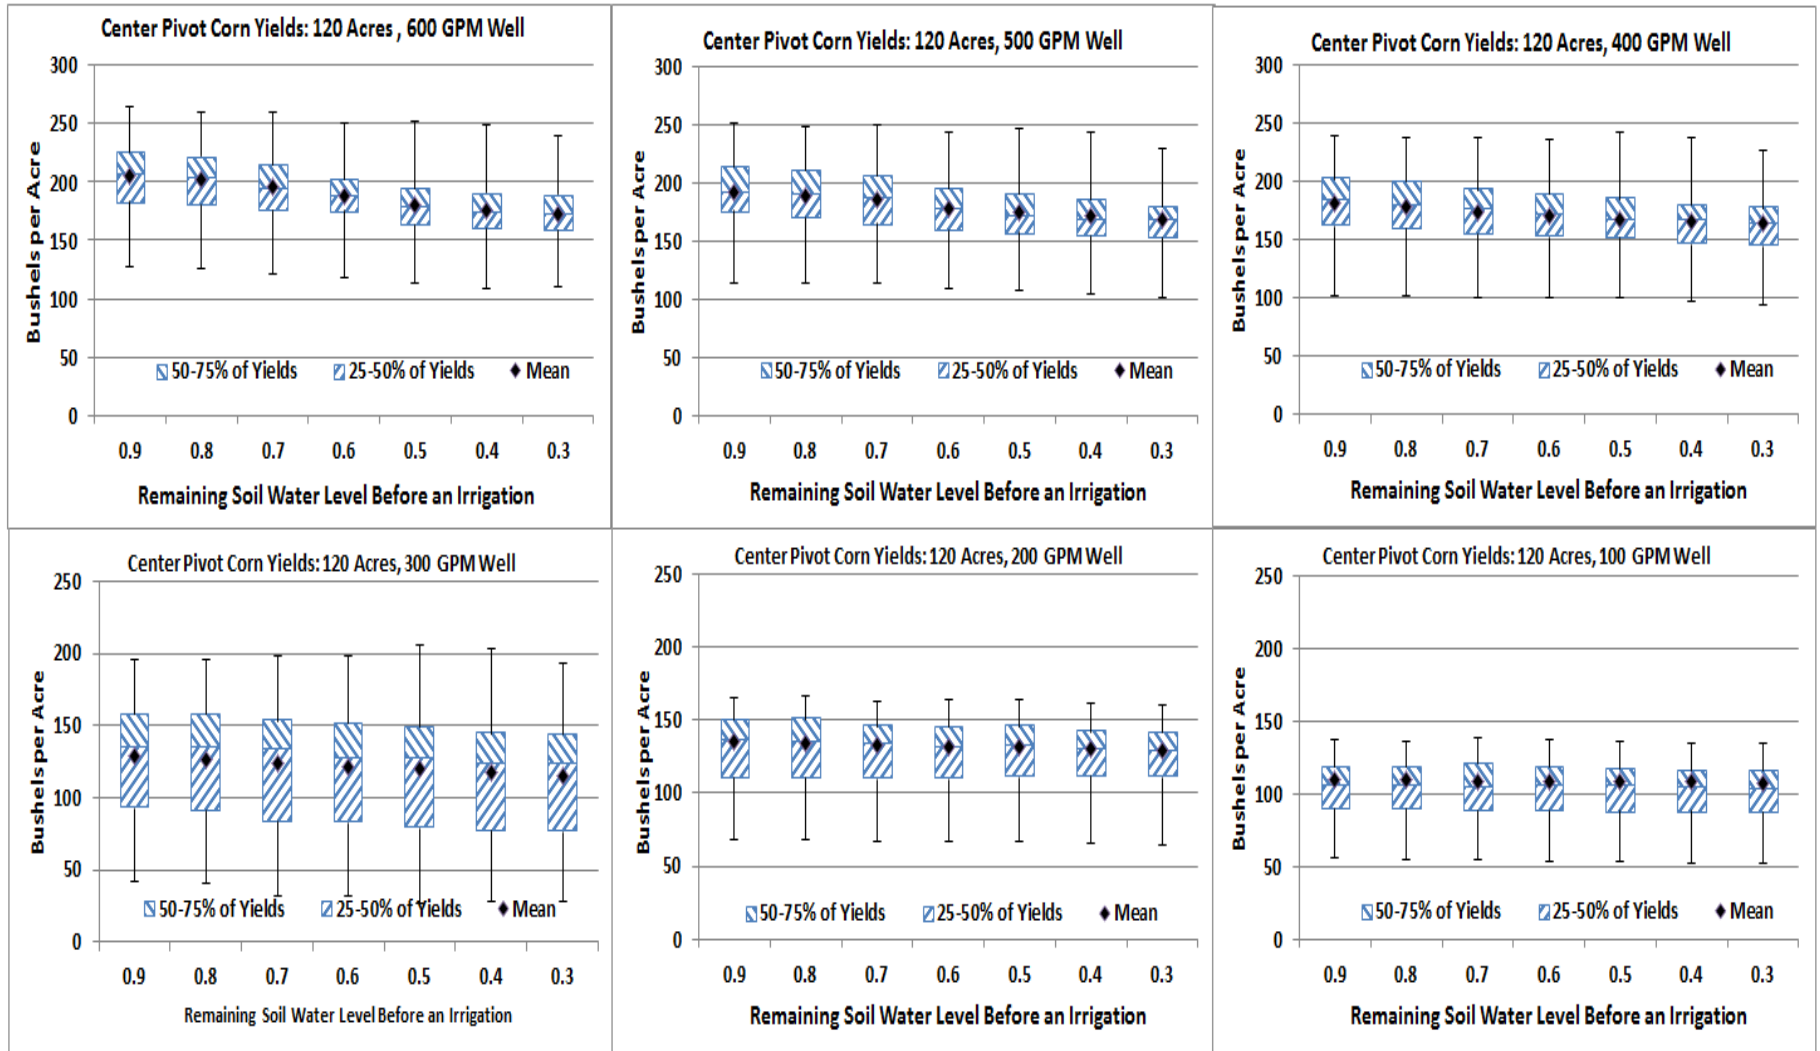 Center Pivot Corn Yields: 120 Acres , 600 GPM Well
Bushels per Acre
300
250
200
150
100
50
0
50-75% of Yields 25-50% of Yields Mean
0.9 0.8 0.7 0.6 0.5 0.4 0.3
Remaining Soil Water Level Before an Irrigation
Center Pivot Corn Yields: 120 Acres, 500 GPM Well
Bushels per Acre
300
250
200
150
100
50
0
50-75% of Yields 25-50% of Yields Mean
0.9 0.8 0.7 0.6 0.5 0.4 0.3
Remaining Soil Water Level Before an Irrigation
Center Pivot Corn Yields: 120 Acres, 400 GPM Well
Bushels per Acre
300
250
200
150
100
50
0
50-75% of Yields 25-50% of Yields Mean
0.9 0.8 0.7 0.6 0.5 0.4 0.3
Remaining Soil Water Level Before an Irrigation
Center Pivot Corn Yields: 120 Acres, 300 GPM Well
Bushels per Acre
250
200
150
100
50
0
50-75% of Yields 25-50% of Yields Mean
0.9 0.8 0.7 0.6 0.5 0.4 0.3
Remaining Soil Water Level Before an Irrigation
Center Pivot Corn Yields: 120 Acres, 200 GPM Well
Bushels per Acre
250
200
150
100
50
0
50-75% of Yields 25-50% of Yields Mean
0.9 0.8 0.7 0.6 0.5 0.4 0.3
Remaining Soil Water Level Before an Irrigation
Center Pivot Corn Yields: 120 Acres, 100 GPM Well
Bushels per Acre
250
200
150
100
50
0
50-75% of Yields 25-50% of Yields Mean
0.9 0.8 0.7 0.6 0.5 0.4 0.3
Remaining Soil Water Level Before an Irrigation